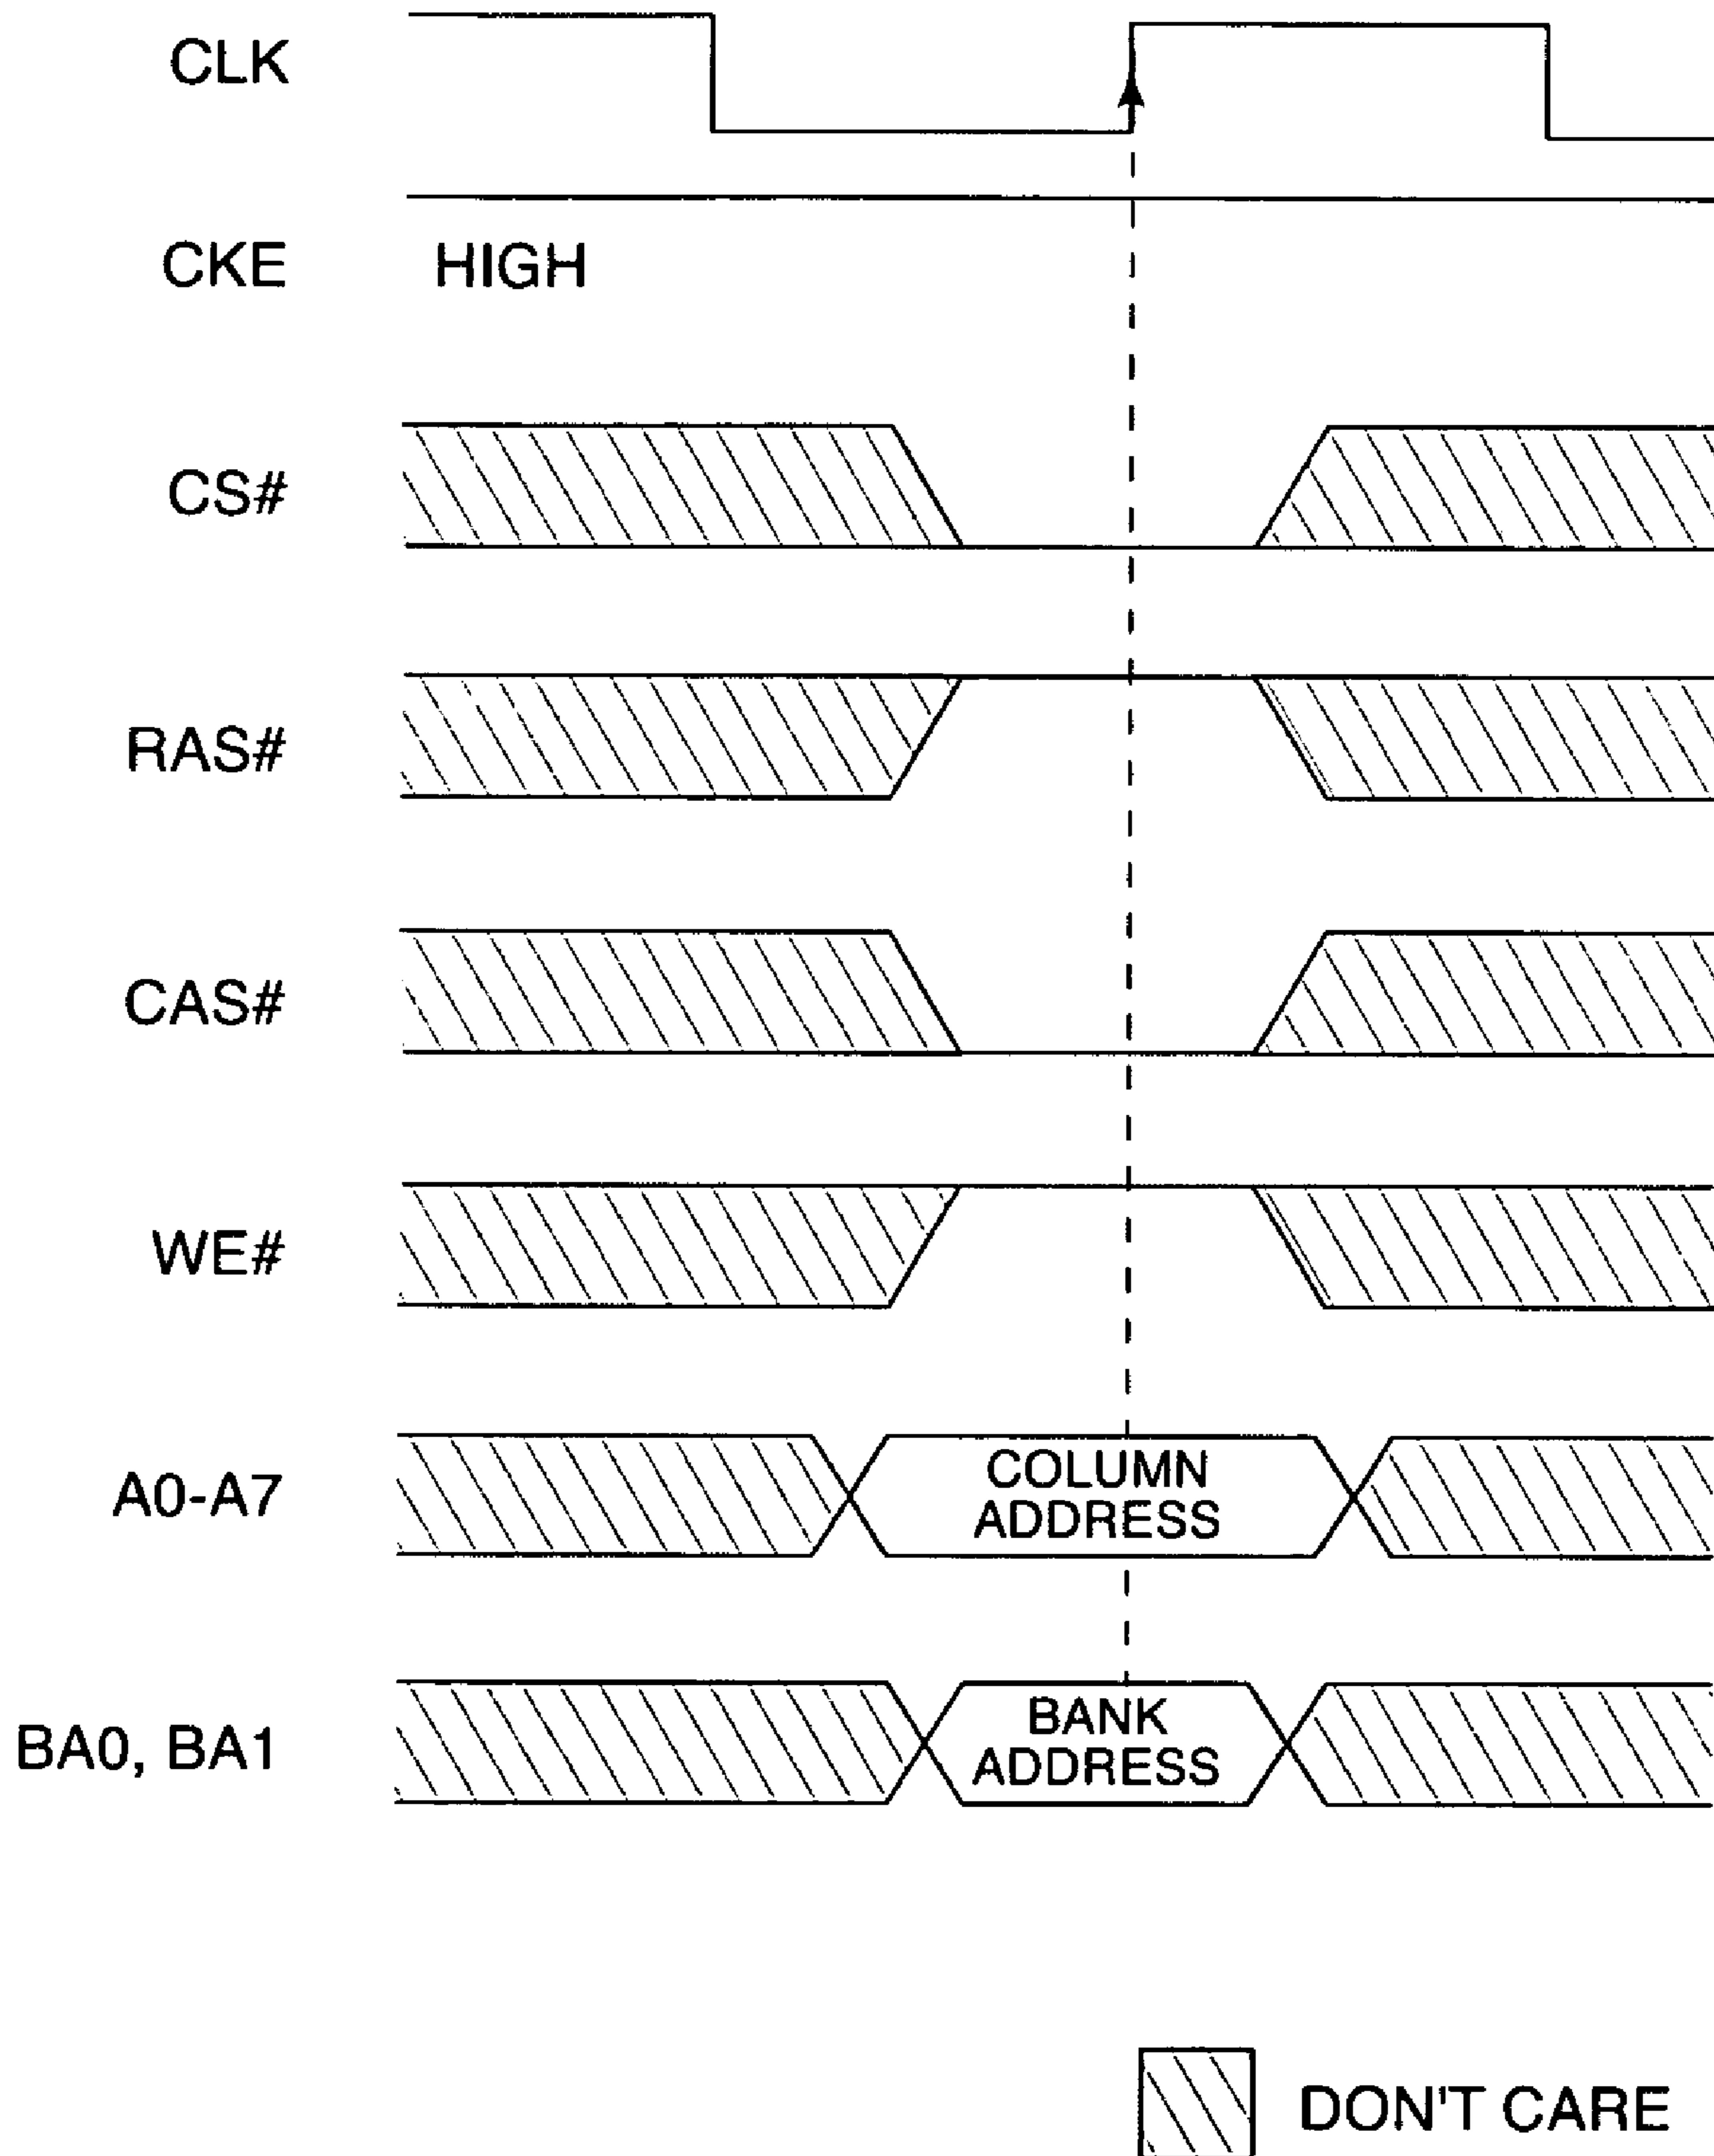 CLK
CKE HIGH
CS#
RAS#
CAS#
WE#
A0-A7 COLUMN
ADDRESS
BA0, BA1 BANK
ADDRESS
DON'T CARE